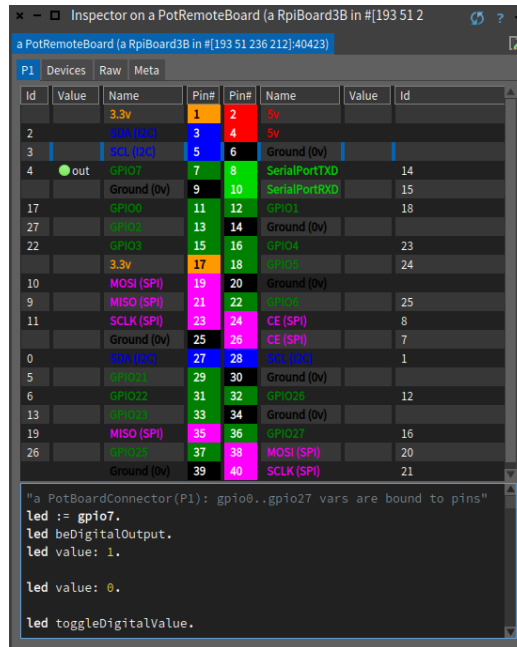 Inspector on a PotRemoteBoard (a RpiBoard3B in #[193 51 2
a PotRemoteBoard (a RpiBoard3B in #[193 51 236 212]:40423)
P1 Devices Raw Meta
Id Value Name Pin# Pin# Name Value Id
3.3v 1 2 5v
2 SDA (I2C) 3 4 5v
3 SCL (I2C) 5 6 Ground (0v)
4 out GPIO7 7 8 SerialPortTXD 14
Ground (0v) 9 10 SerialPortRXD 15
17 GPIO0 11 12 GPIO1 18
27 GPIO2 13 14 Ground (0v)
22 GPIO3 15 16 GPIO4 23
3.3v 17 18 GPIO5 24
10 MOSI (SPI) 19 20 Ground (0v)
9 MISO (SPI) 21 22 GPIO6 25
11 SCLK (SPI) 23 24 CE (SPI) 8
Ground (0v) 25 26 CE (SPI) 7
0 SDA (I2C) 27 28 SCL (I2C) 1
5 GPIO21 29 30 Ground (0v)
6 GPIO22 31 32 GPIO26 12
13 GPIO23 33 34 Ground (0v)
19 MISO (SPI) 35 36 GPIO27 16
26 GPIO25 37 38 MOSI (SPI) 20
Ground (0v) 39 40 SCLK (SPI) 21
"a PotBoardConnector(P1): gpio0..gpio27 vars are bound to pins"
led := gpio7.
led beDigitalOutput.
led value: 1.
led value: 0.
led toggleDigitalValue.